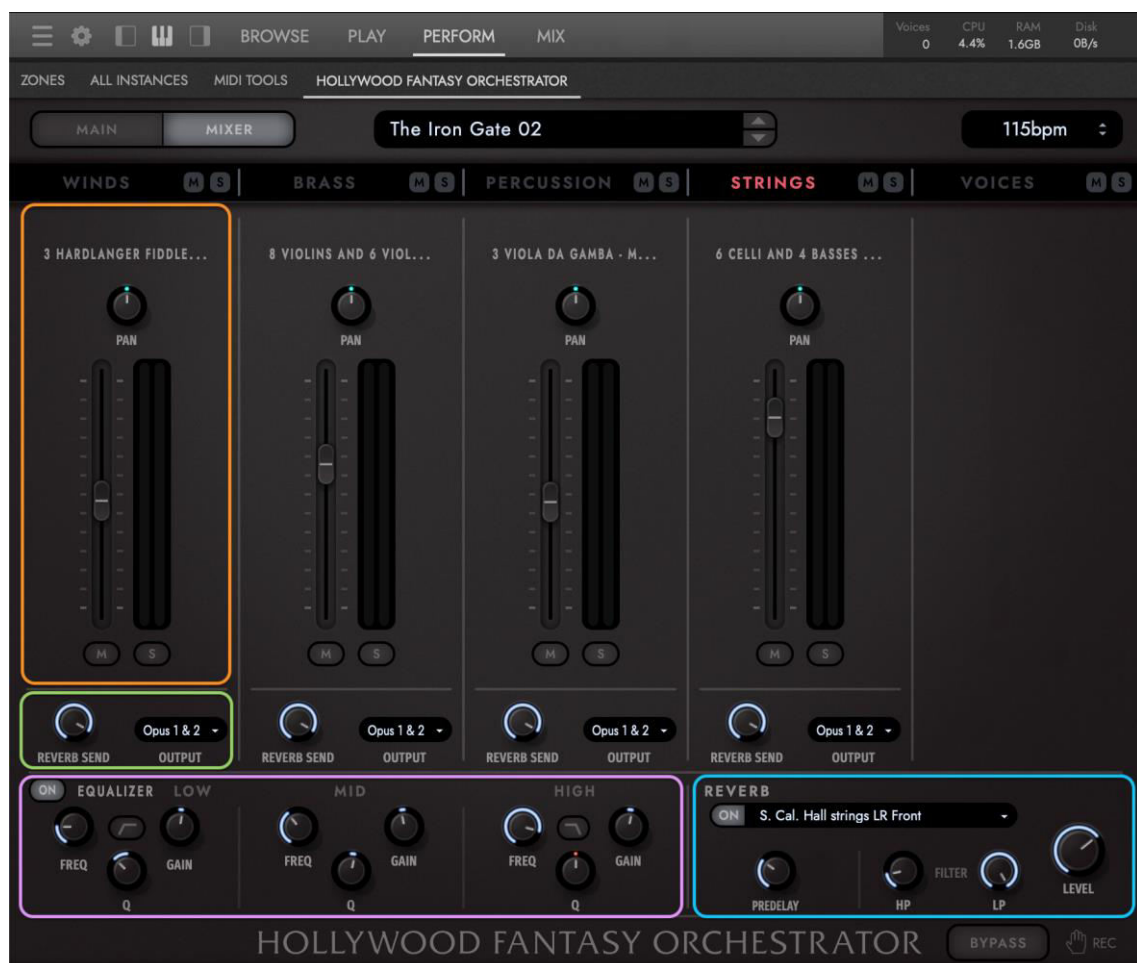 Voices CPU RAM Disk
BROWSE PLAY PERFORM MIX 0 4.4% 1.6GB 0B/s
ZONES ALL INSTANCES MIDI TOOLS HOLLYWOOD FANTASY ORCHESTRATOR
MAIN MIXER The Iron Gate 02 115bpm
WINDS M S BRASS M S PERCUSSION M S STRINGS M S VOICES M S
3 HARDLANGER FIDDLE... 8 VIOLINS AND 6 VIOL... 3 VIOLA DA GAMBA - M... 6 CELLI AND 4 BASSES ...
PAN PAN PAN PAN
M S M S M S M S
Opus 1 & 2 Opus 1 & 2 Opus 1 & 2 Opus 1 & 2
REVERB SEND OUTPUT REVERB SEND OUTPUT REVERB SEND OUTPUT REVERB SEND OUTPUT
ON EQUALIZER LOW MID HIGH REVERB
ON S. Cal. Hall strings LR Front
FREQ GAIN FREQ GAIN FREQ GAIN FILTER LEVEL
Q Q Q PREDELAY HP LP
HOLLYWOOD FANTASY ORCHESTRATOR BYPASS REC